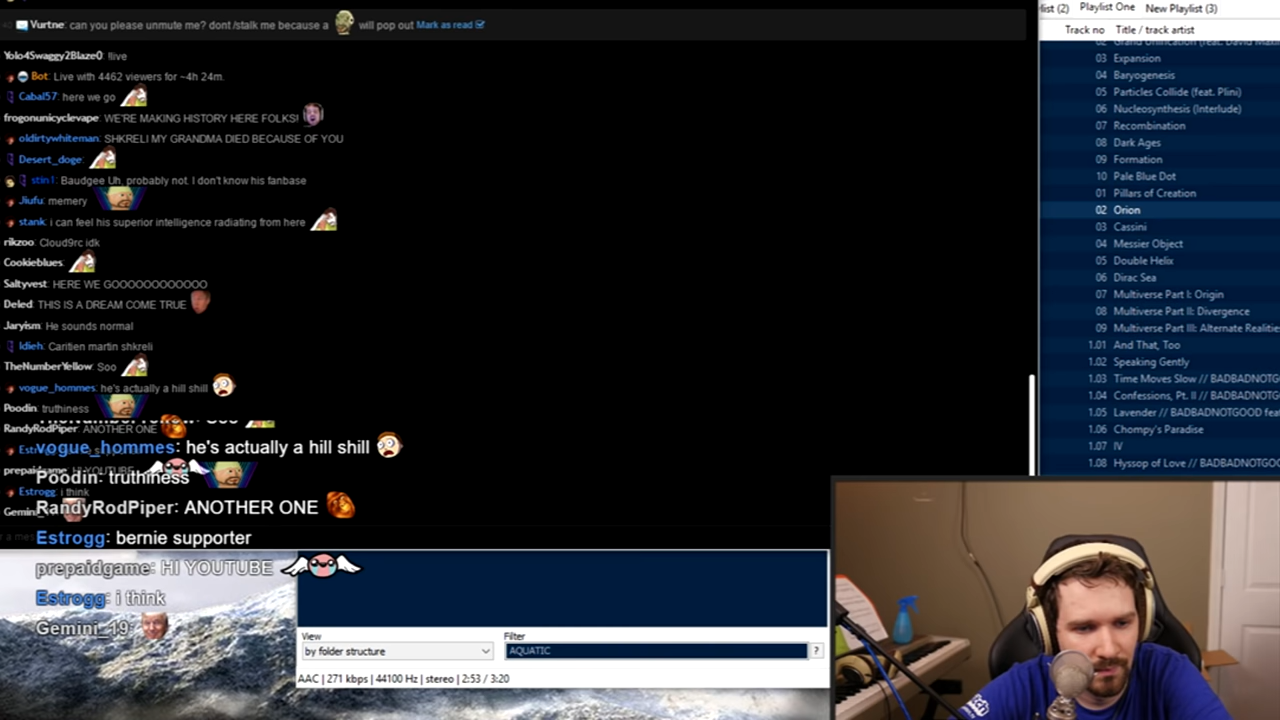 Vurtne: can you please unmute me? dont /stalk me because a will pop out Mark as read
Yolo4Swaggy2Blaze0: !live
Bot: Live with 4462 viewers for ~4h 24m.
Cabal57: here we go
frogonunicyclevape: WE'RE MAKING HISTORY HERE FOLKS!
oldirtywhiteman: SHKRELI MY GRANDMA DIED BECAUSE OF YOU
Desert_doge:
stin1: Baudgee Uh, probably not. I don't know his fanbase
Jiufu: memery
stank: i can feel his superior intelligence radiating from here
rikzoo: Cloud9rc idk
Cookieblues:
Saltyvest: HERE WE GOOOOOOOOOOOO
Deled: THIS IS A DREAM COME TRUE
Jaryism: He sounds normal
Idieh: Caritien martin shkreli
TheNumberYellow: Soo
vogue_hommes: he's actually a hill shill
Poodin: truthiness
RandyRodPiper: ANOTHER ONE
Estrogg: i think
vogue_hommes: he's actually a hill shill
Poodin: truthiness
RandyRodPiper: ANOTHER ONE
Estrogg: bernie supporter
prepaidgame: HI YOUTUBE
Estrogg: i think
Gemini_19:
View
by folder structure
Filter
AQUATIC
?
AAC | 271 kbps | 44100 Hz | stereo | 2:53 / 3:20
list (2) Playlist One New Playlist (3)
Track no Title / track artist
02 Grand Unification (feat. David
03 Expansion
04 Baryogenesis
05 Particles Collide (feat. Plini)
06 Nucleosynthesis (Interlude)
07 Recombination
08 Dark Ages
09 Formation
10 Pale Blue Dot
01 Pillars of Creation
02 Orion
03 Cassini
04 Messier Object
05 Double Helix
06 Dirac Sea
07 Multiverse Part I: Origin
08 Multiverse Part II: Divergence
09 Multiverse Part III: Alternate Realities
1.01 And That, Too
1.02 Speaking Gently
1.03 Time Moves Slow // BADBADNOTG
1.04 Confessions, Pt. II // BADBADNOT
1.05 Lavender // BADBADNOTGOOD fea
1.06 Chompy's Paradise
1.07 IV
1.08 Hyssop of Love // BADBADNOTGO